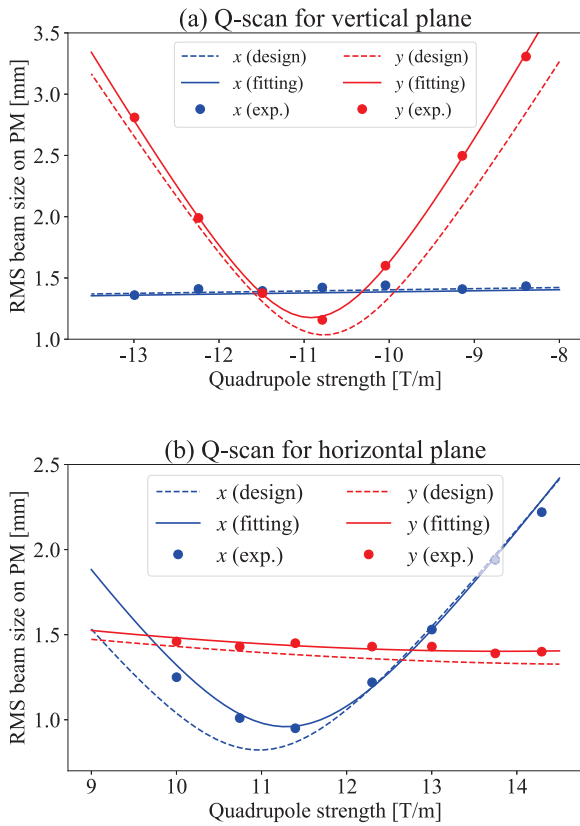 (a) Q-scan for vertical plane
RMS beam size on PM [mm]
3.5
3.0
2.5
2.0
1.5
1.0
x (design)
y (design)
x (fitting)
y (fitting)
x (exp.)
y (exp.)
-13 -12 -11 -10 -9 -8
Quadrupole strength [T/m]
(b) Q-scan for horizontal plane
RMS beam size on PM [mm]
2.5
2.0
1.5
1.0
x (design)
y (design)
x (fitting)
y (fitting)
x (exp.)
y (exp.)
9 10 11 12 13 14
Quadrupole strength [T/m]